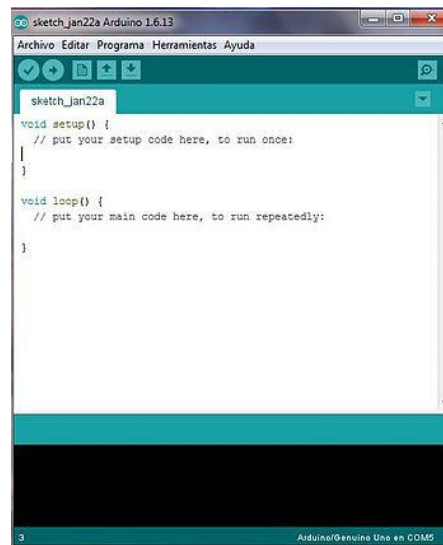 sketch_jan22a Arduino 1.6.13
Archivo Editar Programa Herramientas Ayuda
sketch_jan22a
void setup() {
// put your setup code here, to run once:
}
void loop() {
// put your main code here, to run repeatedly:
}
3 Arduino/Genuino Uno en COM5